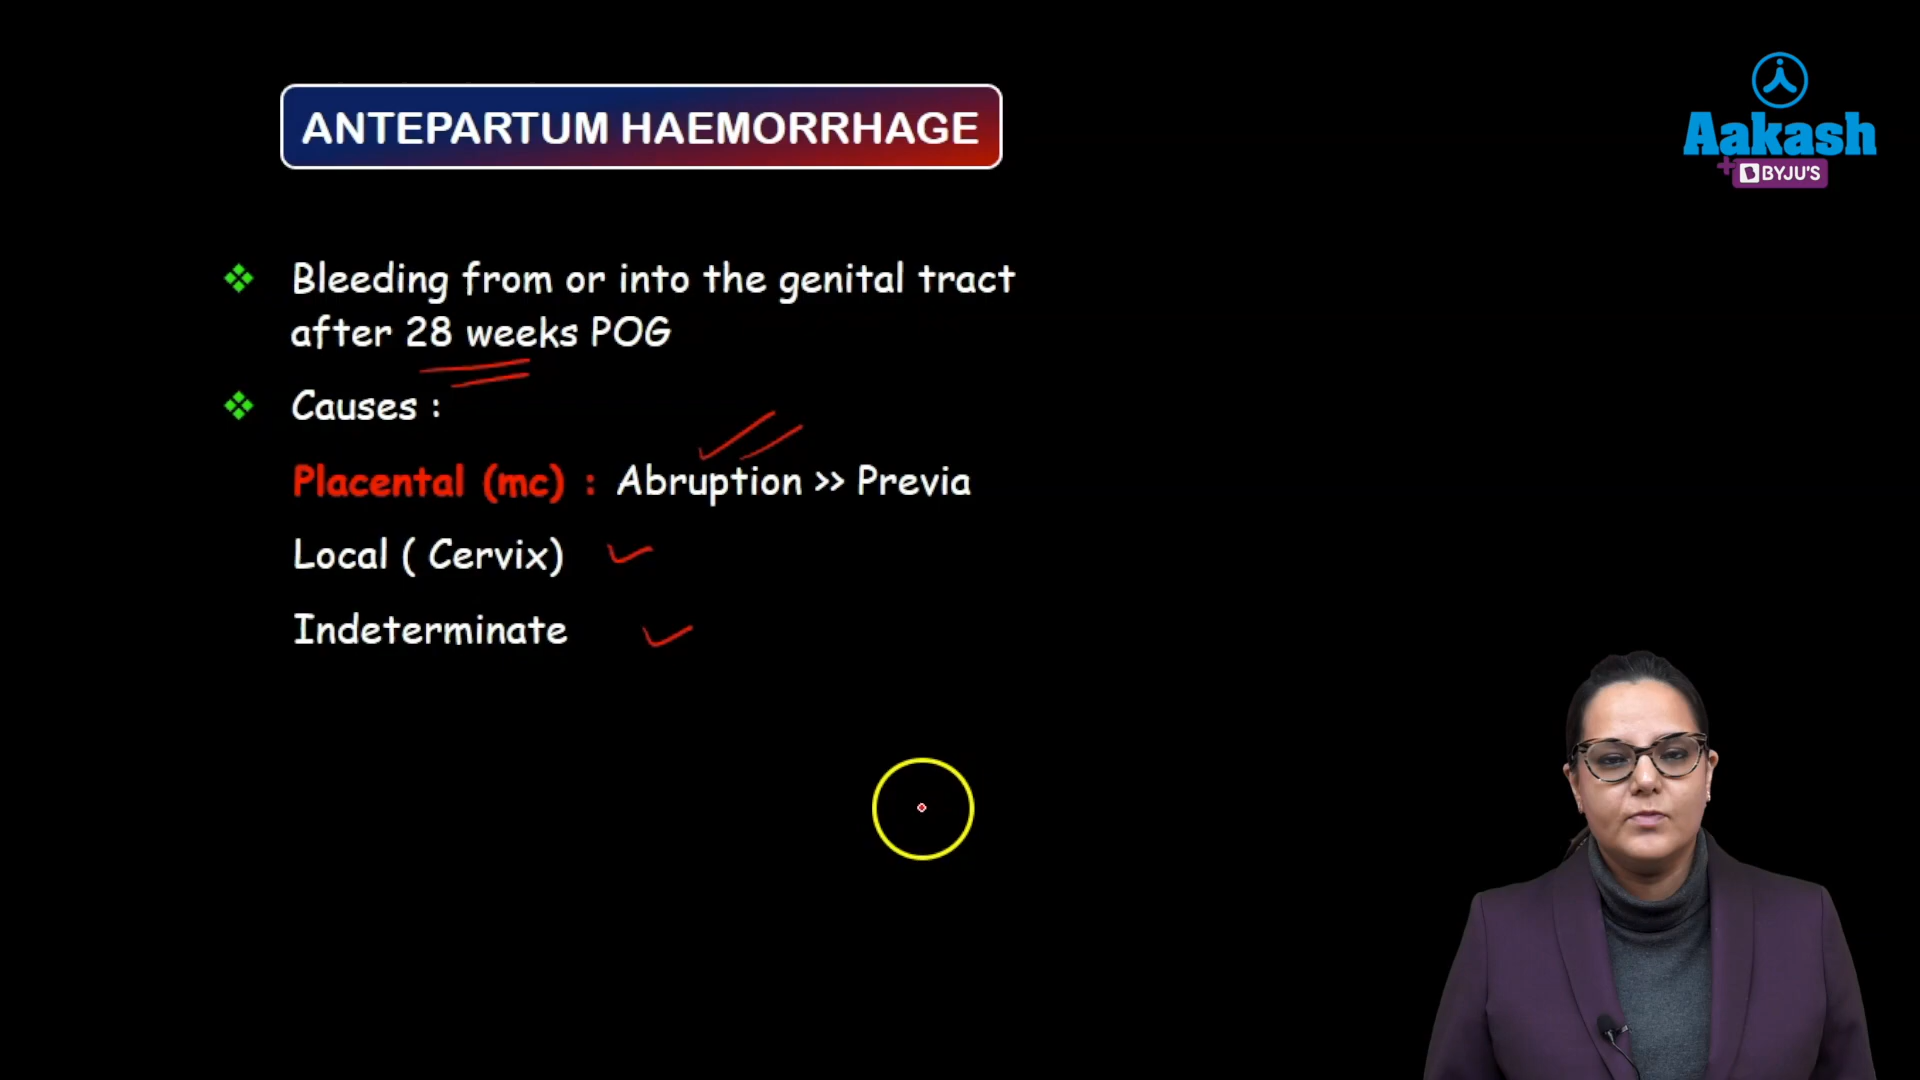 ANTEPARTUM HAEMORRHAGE
Aakash
+ BYJU'S
Bleeding from or into the genital tract
after 28 weeks POG
Causes :
Placental (mc) : Abruption >> Previa
Local ( Cervix)
Indeterminate